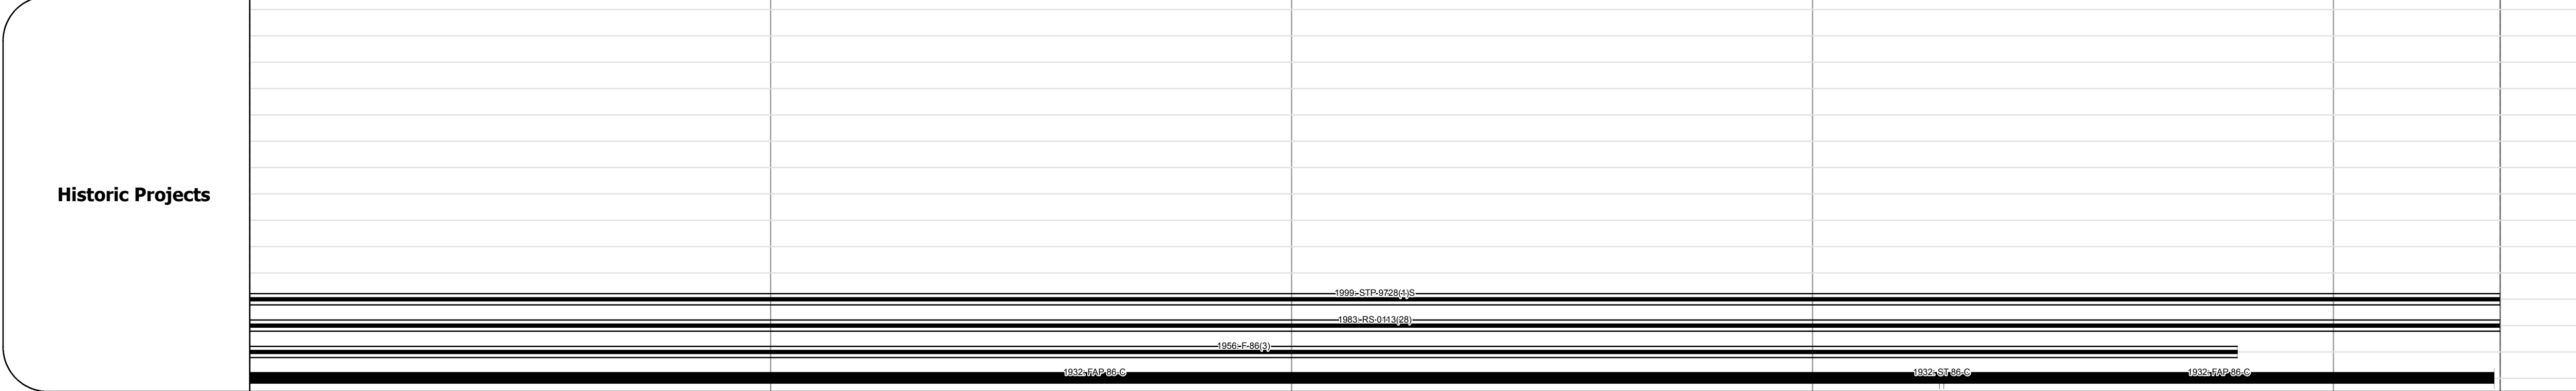 1999: STP-9728(1)S
Historic Projects
1983: RS-0113(28)
1956: F-86(3)
1932: FAP 86-C 1932: ST 86-C 1932: FAP 86-C